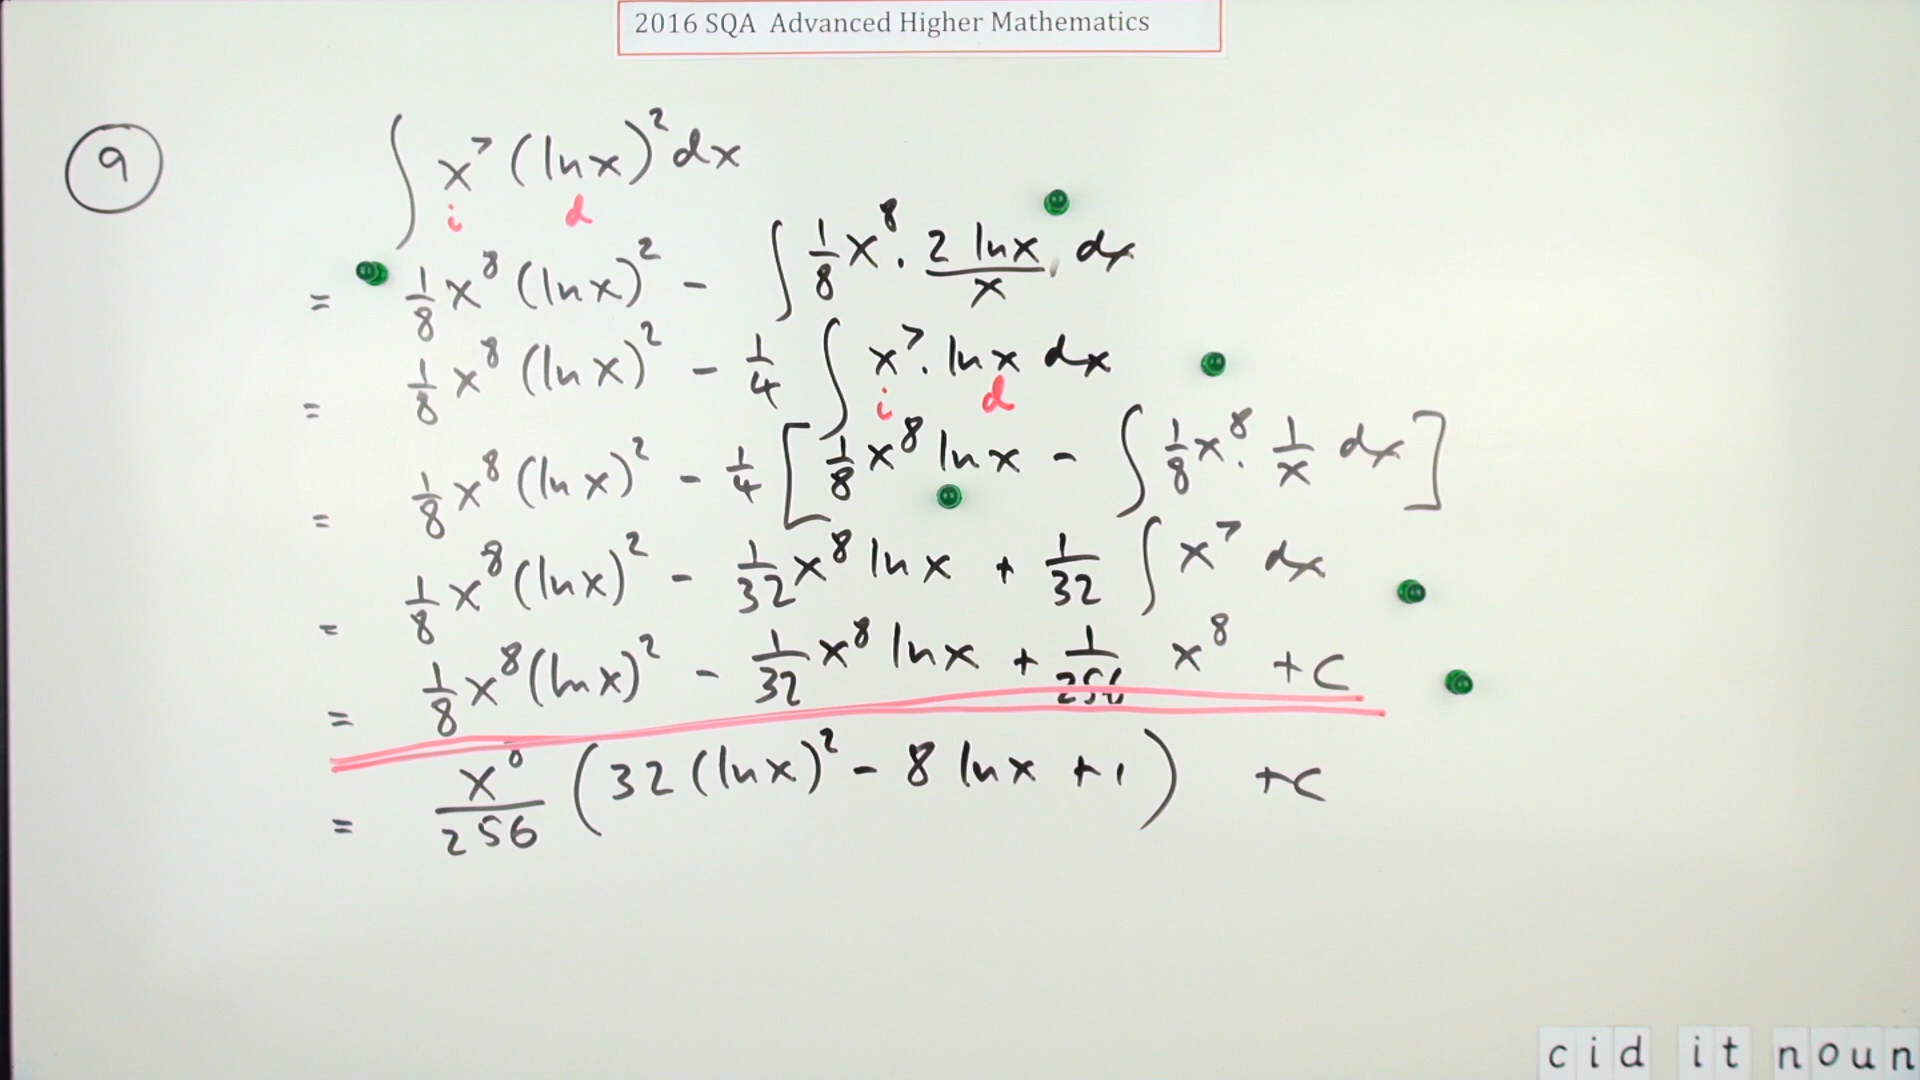 2016 SQA Advanced Higher Mathematics
9
∫ x⁷ (ln x)² dx
i d
= 1/8 x⁸ (ln x)² - ∫ 1/8 x⁸ . 2 ln x / x . dx
= 1/8 x⁸ (ln x)² - 1/4 ∫ x⁷ . ln x dx
i d
= 1/8 x⁸ (ln x)² - 1/4 [ 1/8 x⁸ ln x - ∫ 1/8 x⁸ . 1/x dx ]
= 1/8 x⁸ (ln x)² - 1/32 x⁸ ln x + 1/32 ∫ x⁷ dx
= 1/8 x⁸ (ln x)² - 1/32 x⁸ ln x + 1/256 x⁸ + C
= x⁸/256 ( 32 (ln x)² - 8 ln x + 1 ) + C
cid it noun